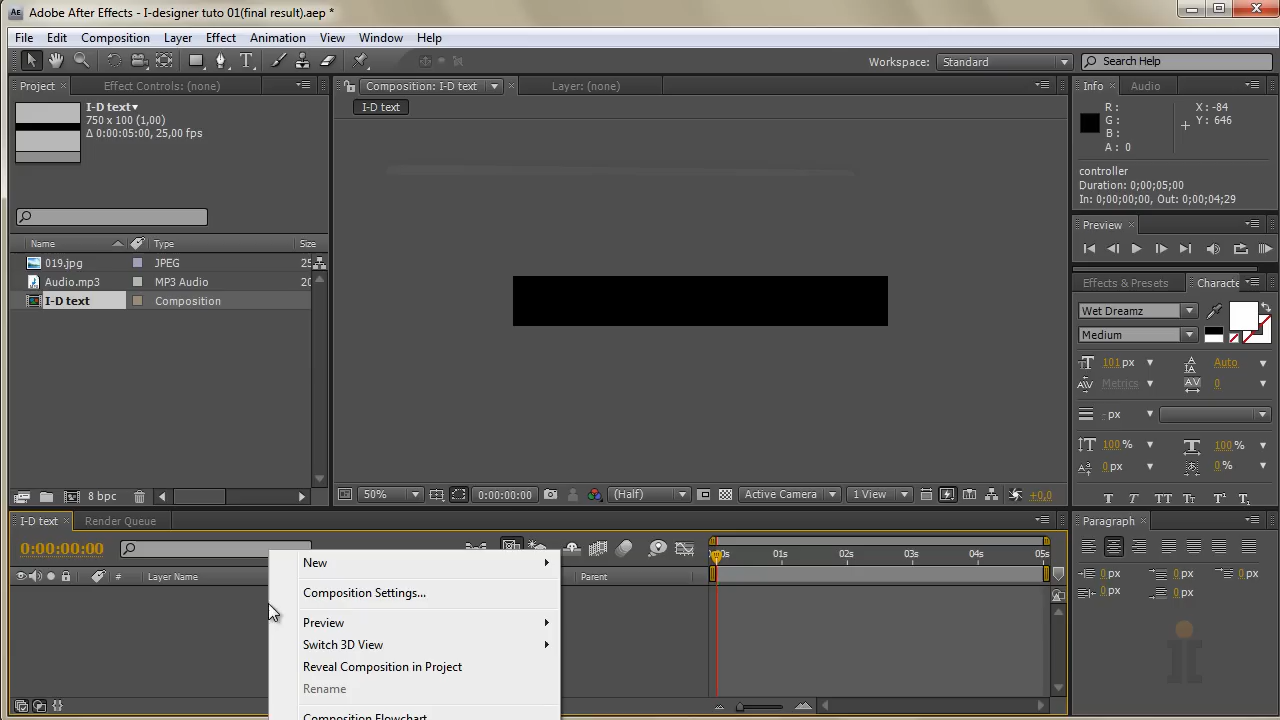 Adobe After Effects - I-designer tuto 01(final result).aep *
File Edit Composition Layer Effect Animation View Window Help
Workspace: Standard Search Help
Project Effect Controls: (none) Composition: I-D text Layer: (none) Info Audio
I-D text
I-D text
750 x 100 (1,00)
Δ 0:00:05:00, 25,00 fps
R :
G :
B :
A : 0
X : -84
Y : 646
controller
Duration: 0;00;05;00
In: 0;00;00;00, Out: 0;00;04;29
Preview
Name Type Size
019.jpg JPEG 25
Audio.mp3 MP3 Audio 20
I-D text Composition
Effects & Presets Characte
Wet Dreamz
Medium
101 px Auto
Metrics 0
- px
100 % 100 %
0 px 0 %
8 bpc
50% 0:00:00:00 (Half) Active Camera 1 View +0,0
I-D text Render Queue
0:00:00:00
# Layer Name Parent
00s 01s 02s 03s 04s 05s
New
Composition Settings...
Preview
Switch 3D View
Reveal Composition in Project
Rename
Composition Flowchart
Paragraph
0 px 0 px 0 px
0 px 0 px